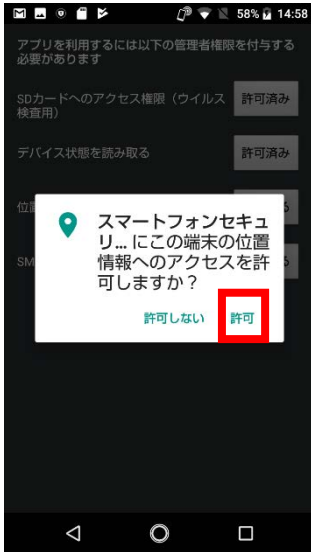 58% 14:58
アプリを利用するには以下の管理者権限を付与する
必要があります
SDカードへのアクセス権限（ウイルス
検査用）
許可済み
デバイス状態を読み取る
許可済み
位
スマートフォンセキュ
リ... にこの端末の位置
情報へのアクセスを許
可しますか？
SM
許可しない 許可